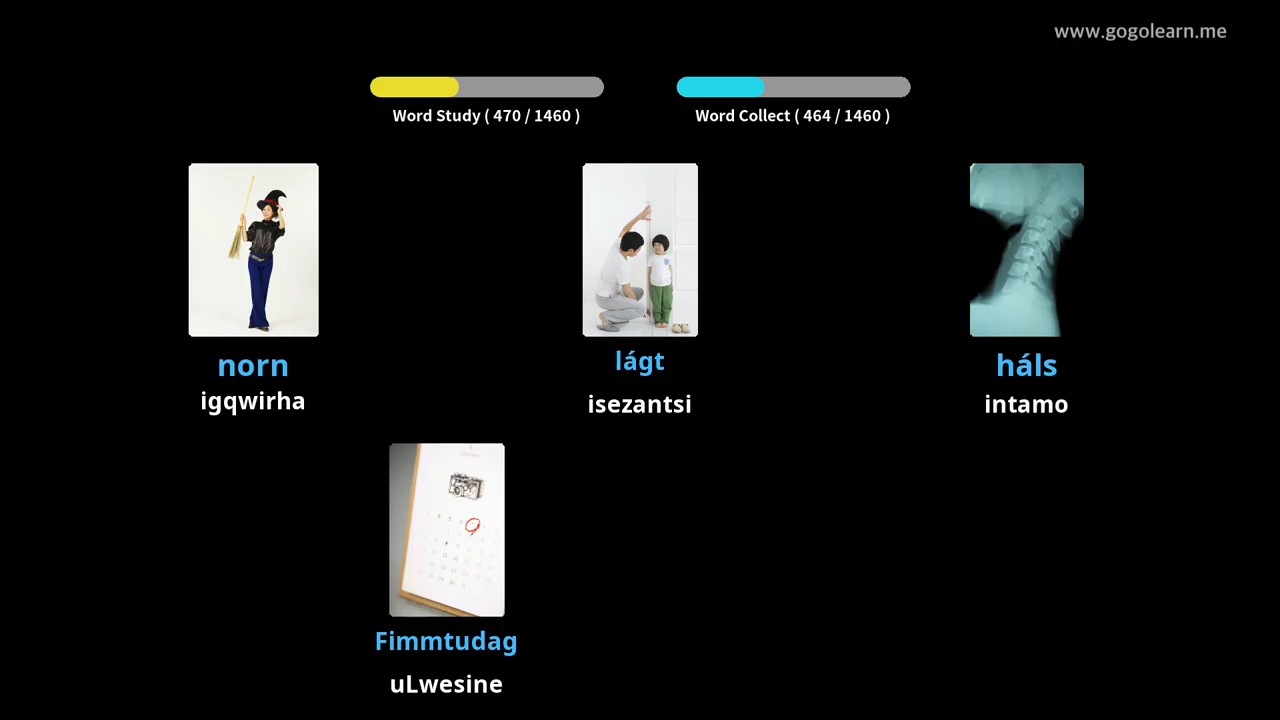 www.gogolearn.me
Word Study ( 470 / 1460 )
Word Collect ( 464 / 1460 )
norn
igqwirha
lágt
isezantsi
háls
intamo
Fimmtudag
uLwesine